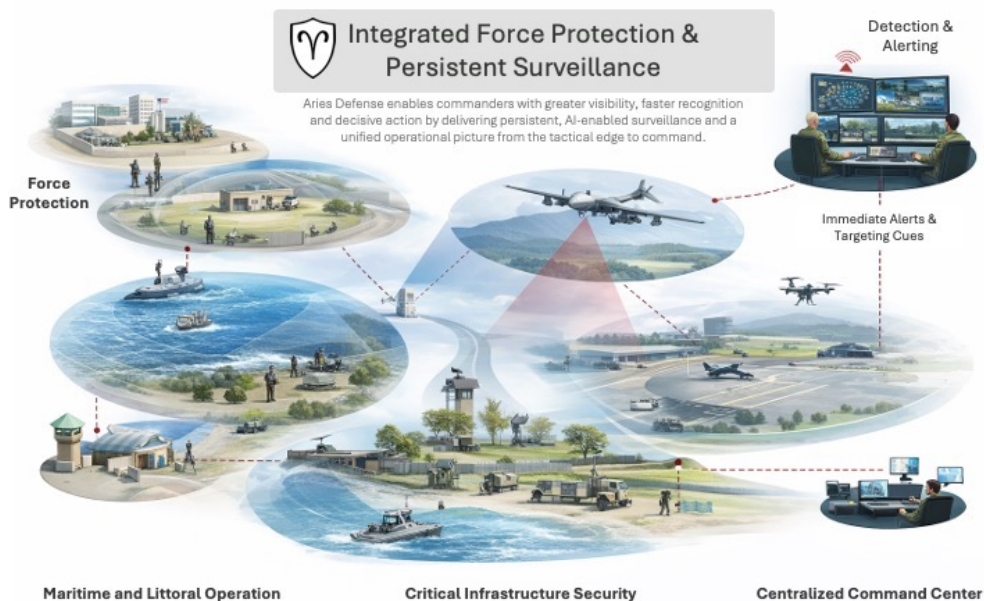 Integrated Force Protection &
Persistent Surveillance
Aries Defense enables commanders with greater visibility, faster recognition
and decisive action by delivering persistent, AI-enabled surveillance and a
unified operational picture from the tactical edge to command.
Detection &
Alerting
Force
Protection
Immediate Alerts &
Targeting Cues
Maritime and Littoral Operation
Critical Infrastructure Security
Centralized Command Center